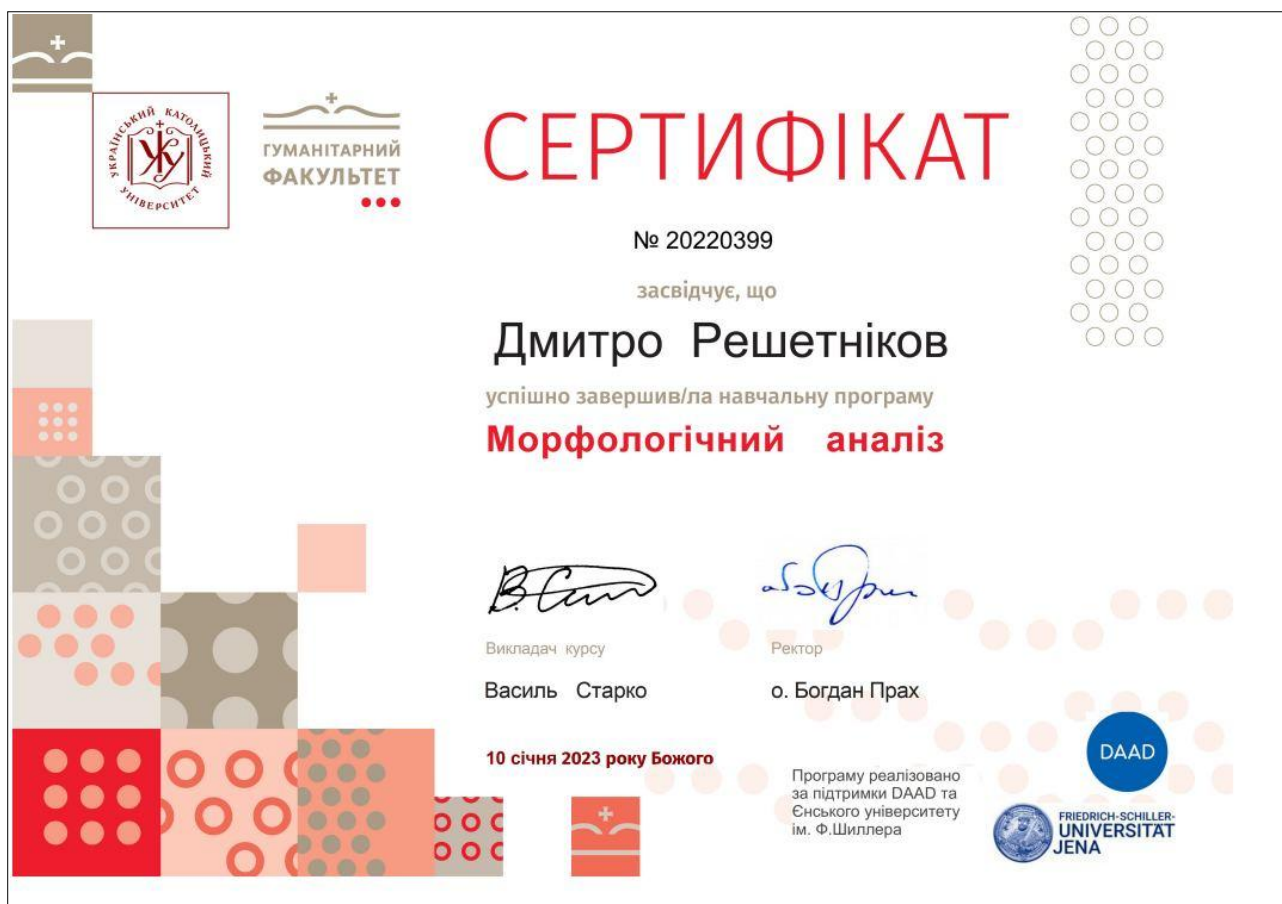 УКРАЇНСЬКИЙ КАТОЛИЦЬКИЙ УНІВЕРСИТЕТ
УКУ
ГУМАНІТАРНИЙ
ФАКУЛЬТЕТ
СЕРТИФІКАТ
№ 20220399
засвідчує, що
Дмитро Решетніков
успішно завершив/ла навчальну програму
Морфологічний аналіз
Викладач курсу
Ректор
Василь Старко
о. Богдан Прах
10 січня 2023 року Божого
Програму реалізовано
за підтримки DAAD та
Єнського університету
ім. Ф.Шиллера
DAAD
FRIEDRICH-SCHILLER-
UNIVERSITÄT
JENA